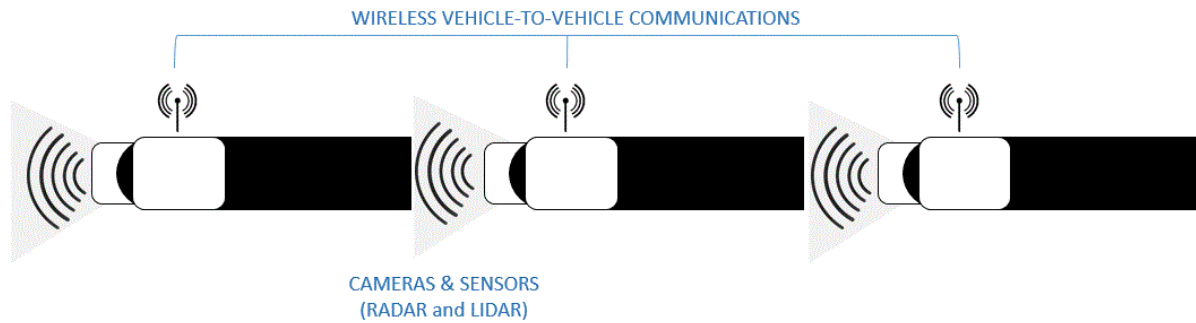 WIRELESS VEHICLE-TO-VEHICLE COMMUNICATIONS
CAMERAS & SENSORS
(RADAR and LIDAR)